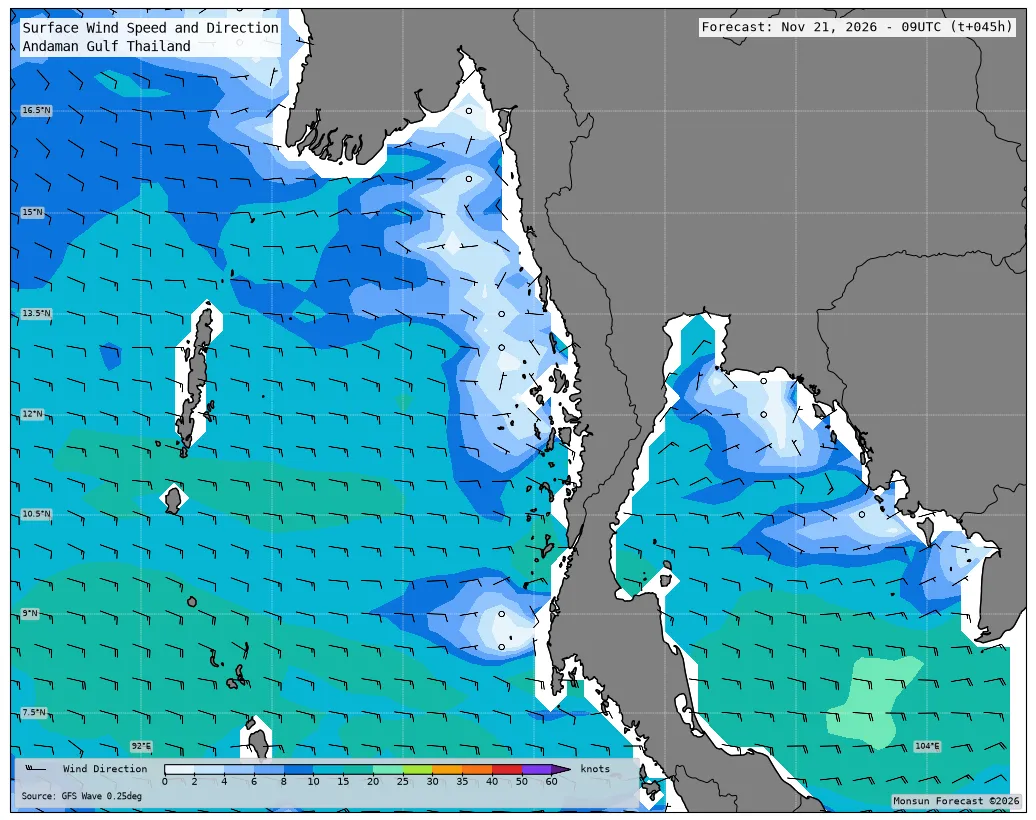 Surface Wind Speed and Direction
Andaman Gulf Thailand
Forecast: Nov 21, 2026 - 09UTC (t+045h)
16.5°N
15°N
13.5°N
12°N
10.5°N
9°N
7.5°N
92°E
104°E
Wind Direction
knots
0 2 4 6 8 10 15 20 25 30 35 40 50 60
Source: GFS Wave 0.25deg
Monsun Forecast ©2026